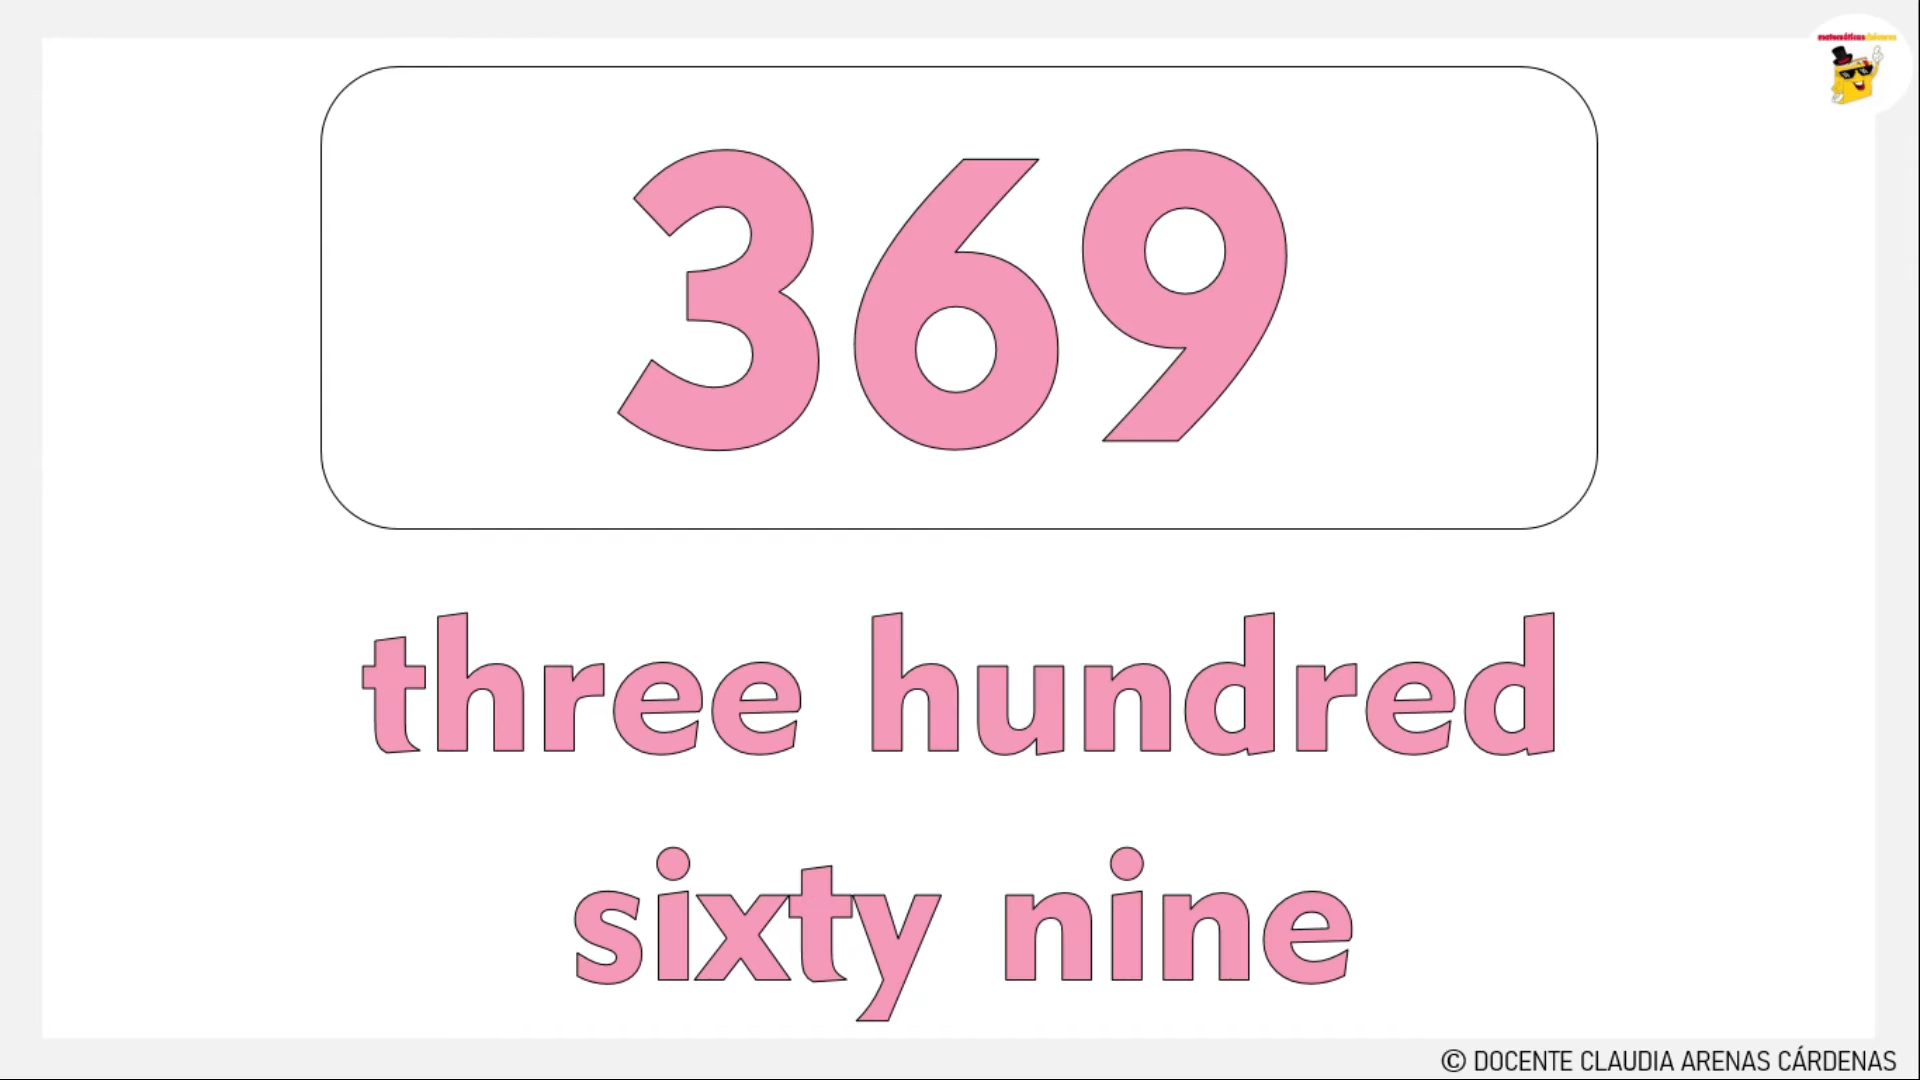 369
three hundred
sixty nine
© DOCENTE CLAUDIA ARENAS CÁRDENAS